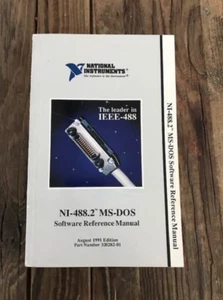 NATIONAL
INSTRUMENTS
The Software is the Instrument
The leader in
IEEE-488
NI-488.2™ MS-DOS
Software Reference Manual
August 1991 Edition
Part Number 320282-01
NI-488.2™ MS-DOS Software Reference Manual